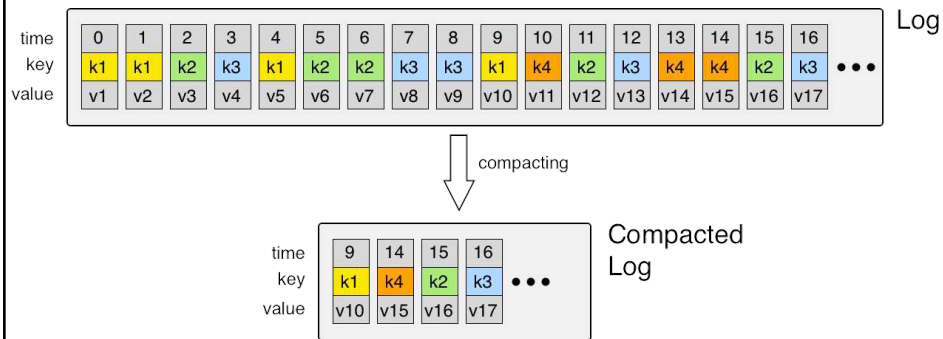 Log
time 0 1 2 3 4 5 6 7 8 9 10 11 12 13 14 15 16
key k1 k1 k2 k3 k1 k2 k2 k3 k3 k1 k4 k2 k3 k4 k4 k2 k3 •••
value v1 v2 v3 v4 v5 v6 v7 v8 v9 v10 v11 v12 v13 v14 v15 v16 v17
compacting
Compacted
Log
time 9 14 15 16
key k1 k4 k2 k3 •••
value v10 v15 v16 v17